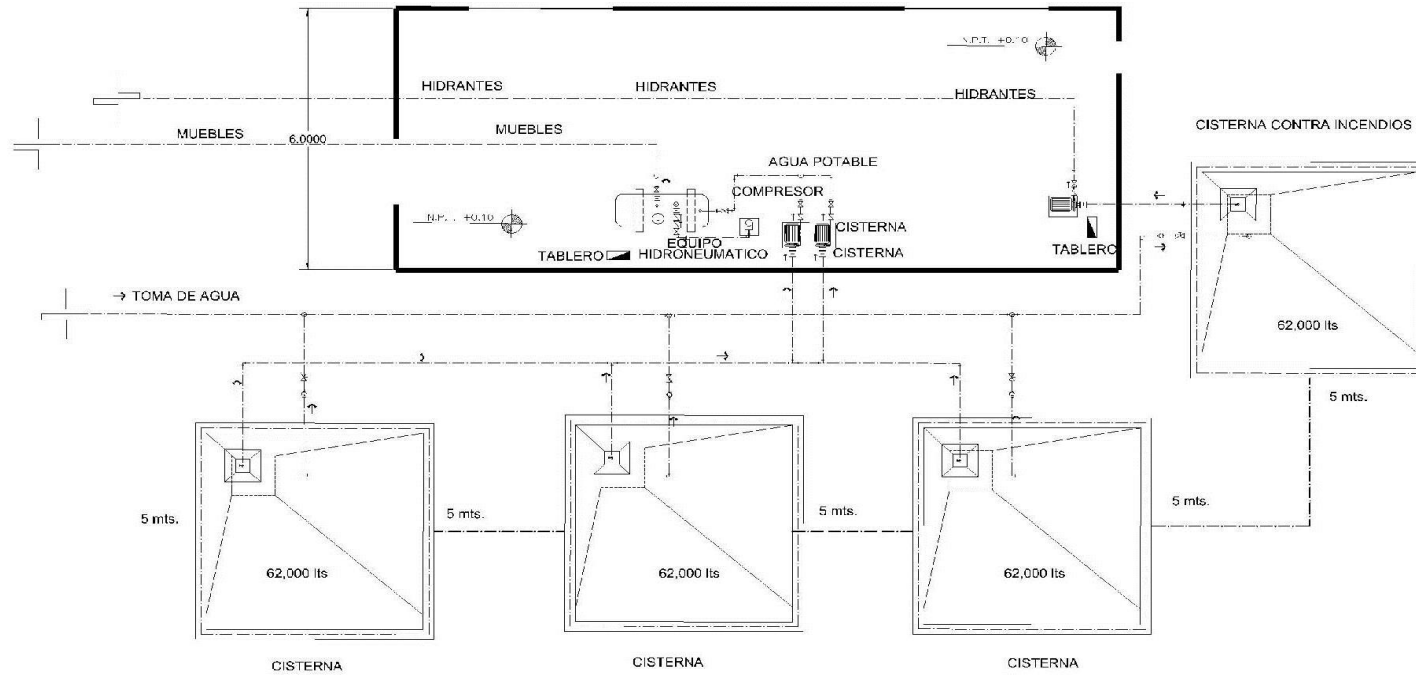 N.P.T. +0.10
HIDRANTES
HIDRANTES
HIDRANTES
CISTERNA CONTRA INCENDIOS
MUEBLES
MUEBLES
6.0000
AGUA POTABLE
COMPRESOR
N.P.T. +0.10
CISTERNA
EQUIPO
HIDRONEUMATICO
CISTERNA
TABLERO
TABLERO
TOMA DE AGUA
62,000 lts
5 mts.
5 mts.
5 mts.
5 mts.
5 mts.
62,000 lts
62,000 lts
62,000 lts
CISTERNA
CISTERNA
CISTERNA